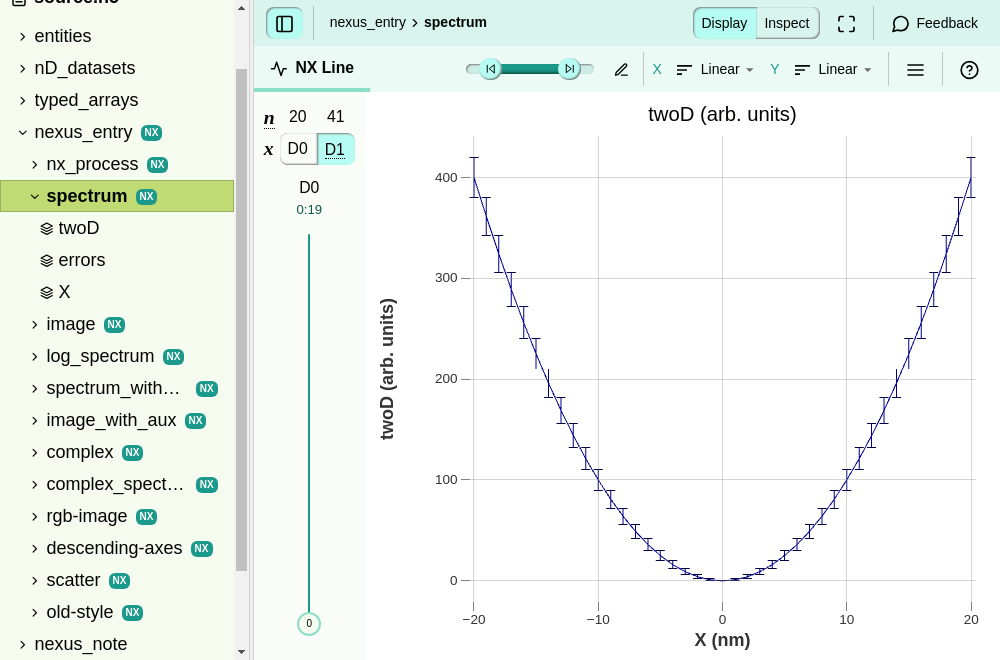 source.h5
entities
nD_datasets
typed_arrays
nexus_entry NX
nx_process NX
spectrum NX
twoD
errors
X
image NX
log_spectrum NX
spectrum_with… NX
image_with_aux NX
complex NX
complex_spect… NX
rgb-image NX
descending-axes NX
scatter NX
old-style NX
nexus_note
nexus_entry › spectrum
Display Inspect
Feedback
NX Line
X Linear Y Linear
n 20 41
x D0 D1
D0
0:19
0
twoD (arb. units)
400
300
200
100
0
twoD (arb. units)
−20 −10 0 10 20
X (nm)